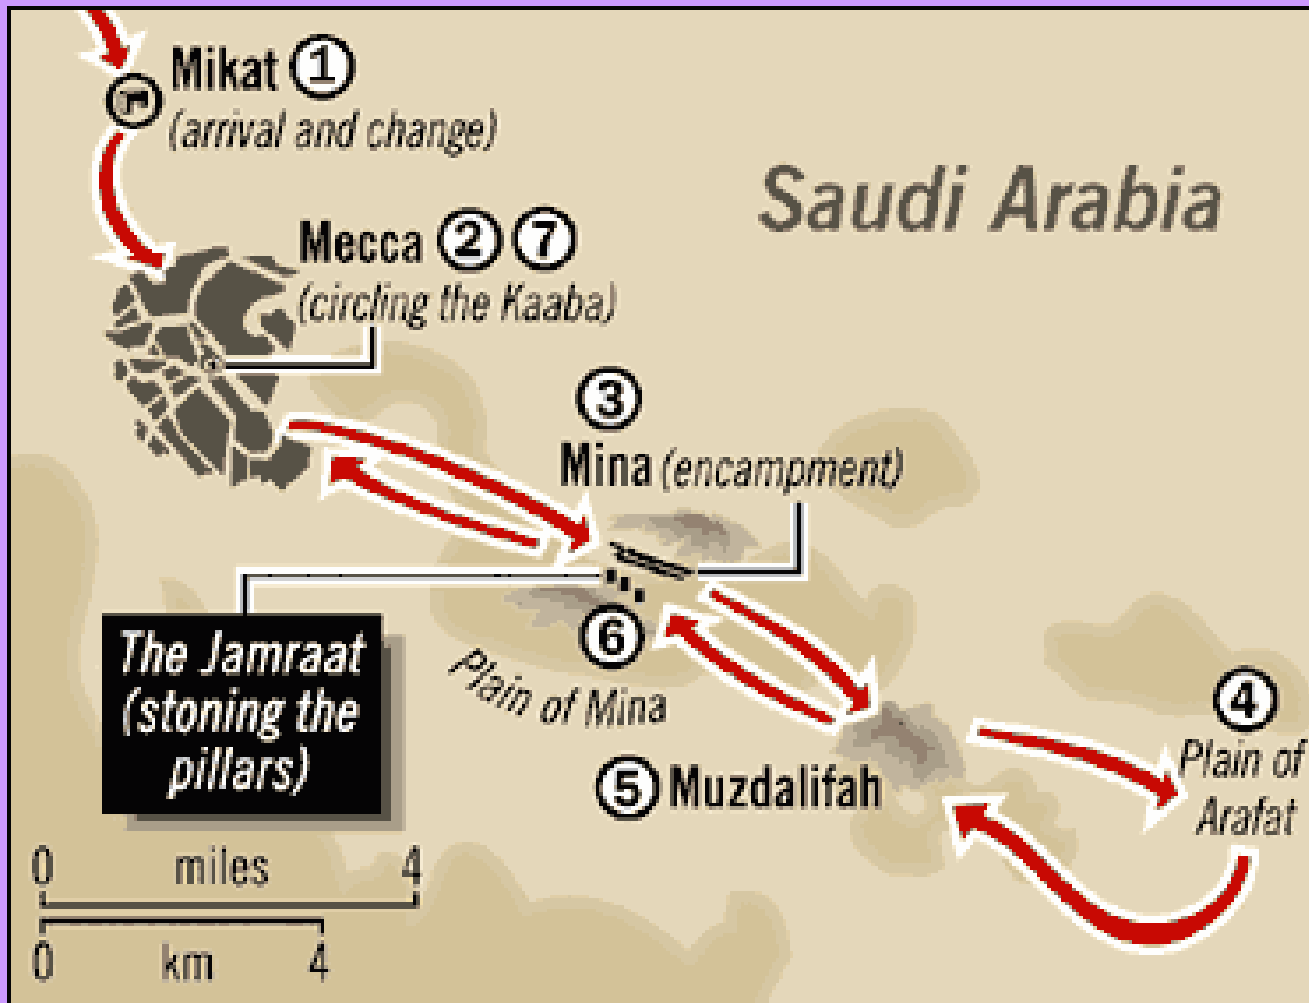 Mikat 1
(arrival and change)
Saudi Arabia
Mecca 2 7
(circling the Kaaba)
3
Mina (encampment)
The Jamraat
(stoning the
pillars)
6
Plain of Mina
4
Plain of
Arafat
5 Muzdalifah
0 miles 4
0 km 4